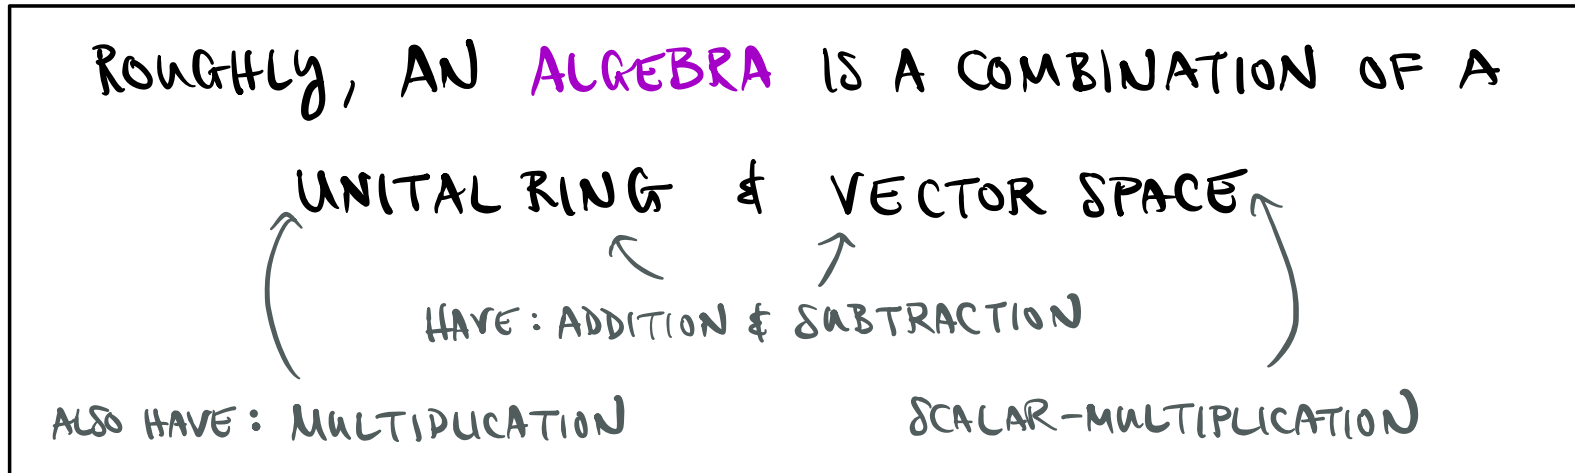 ROUGHLY, AN ALGEBRA IS A COMBINATION OF A
UNITAL RING & VECTOR SPACE
HAVE: ADDITION & SUBTRACTION
ALSO HAVE: MULTIPLICATION SCALAR-MULTIPLICATION